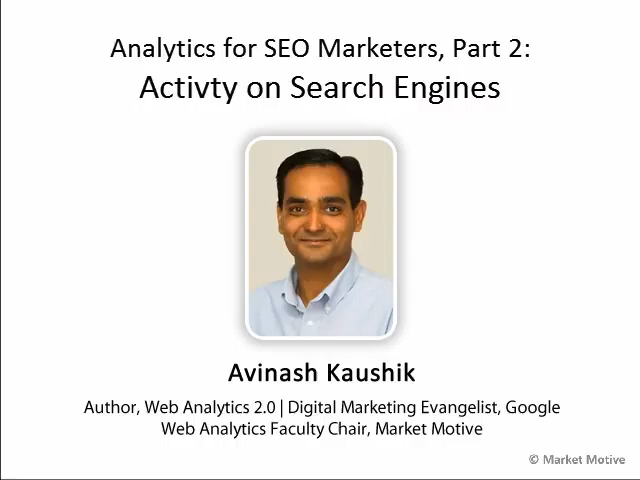 Analytics for SEO Marketers, Part 2:
Activty on Search Engines
Avinash Kaushik
Author, Web Analytics 2.0 | Digital Marketing Evangelist, Google
Web Analytics Faculty Chair, Market Motive
© Market Motive